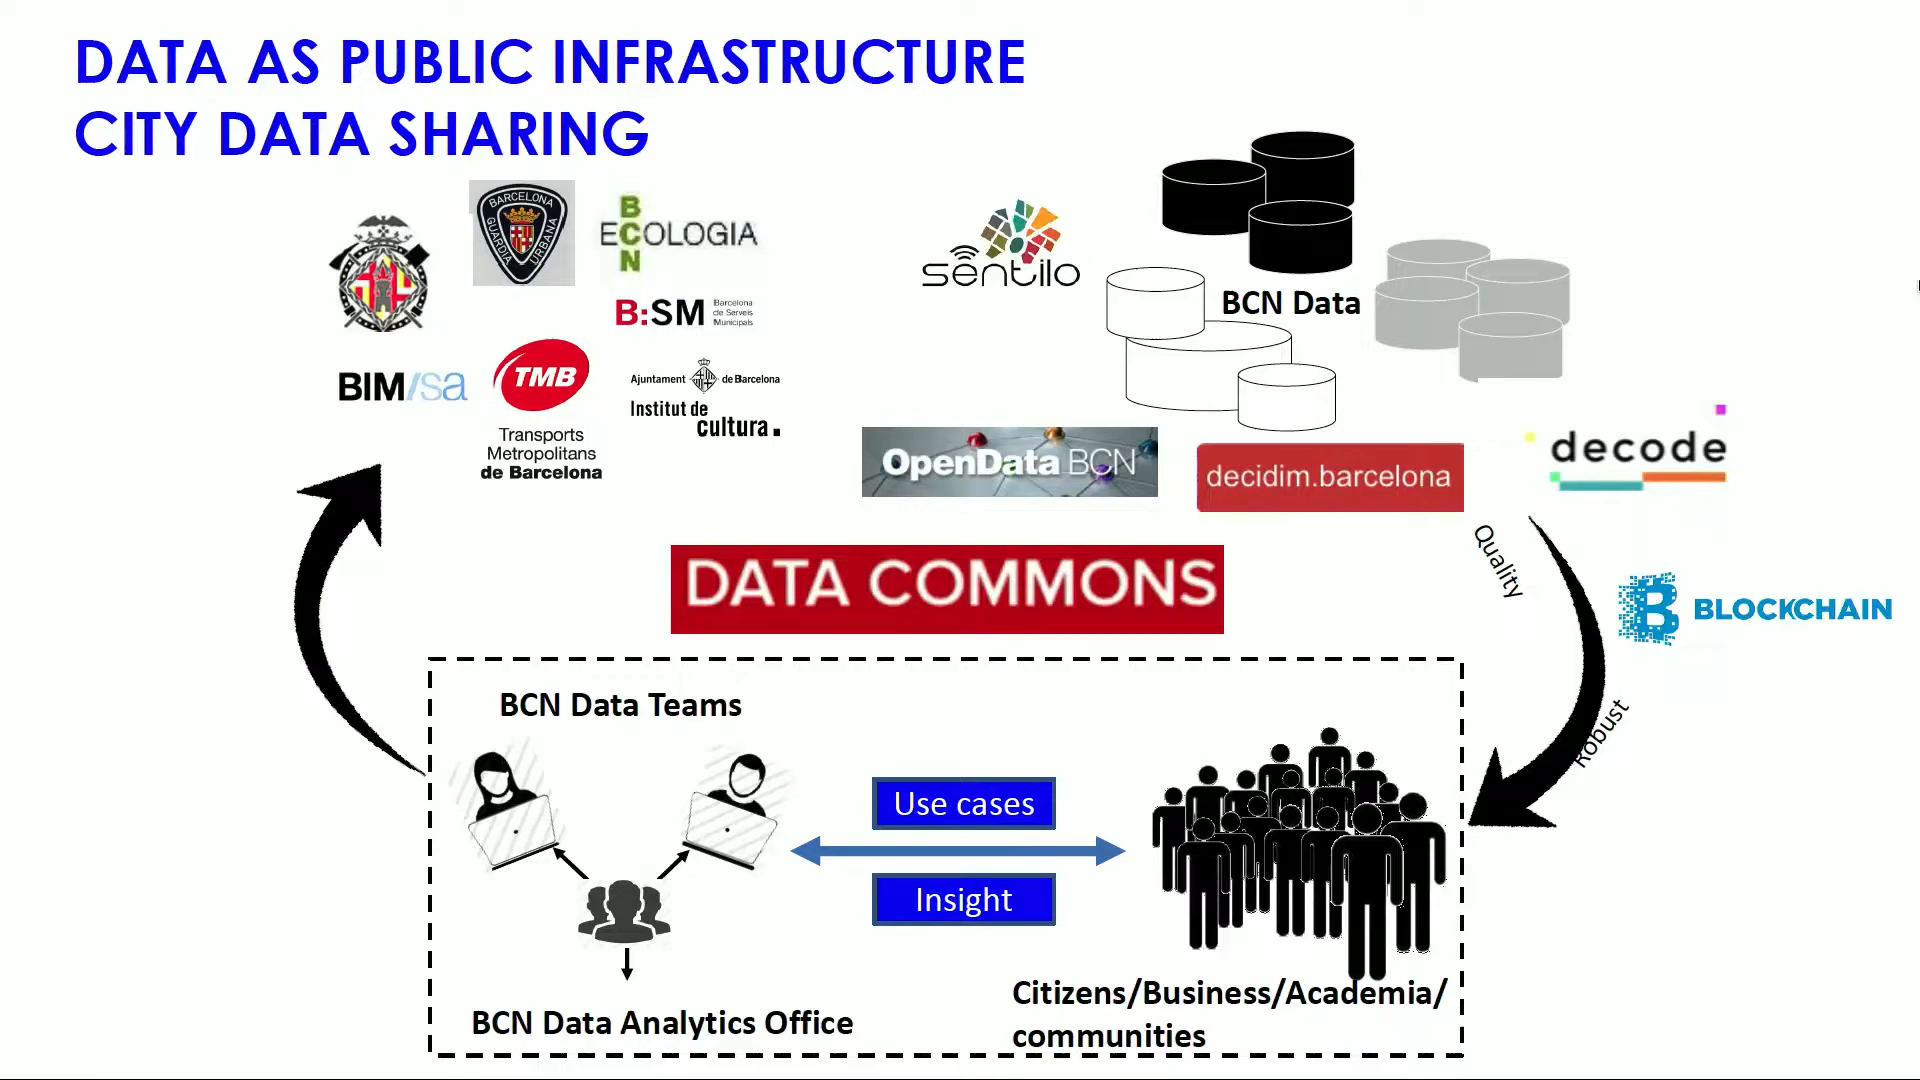 DATA AS PUBLIC INFRASTRUCTURE
CITY DATA SHARING
BARCELONA
GUARDIA URBANA
BCN
ECOLOGIA
B:SM
Barcelona
de Serveis
Municipals
BIM/sa
TMB
Transports
Metropolitans
de Barcelona
Ajuntament de Barcelona
Institut de
cultura.
sentilo
BCN Data
OpenData BCN
decidim.barcelona
decode
DATA COMMONS
Quality
BLOCKCHAIN
Robust
BCN Data Teams
Use cases
Insight
BCN Data Analytics Office
Citizens/Business/Academia/
communities